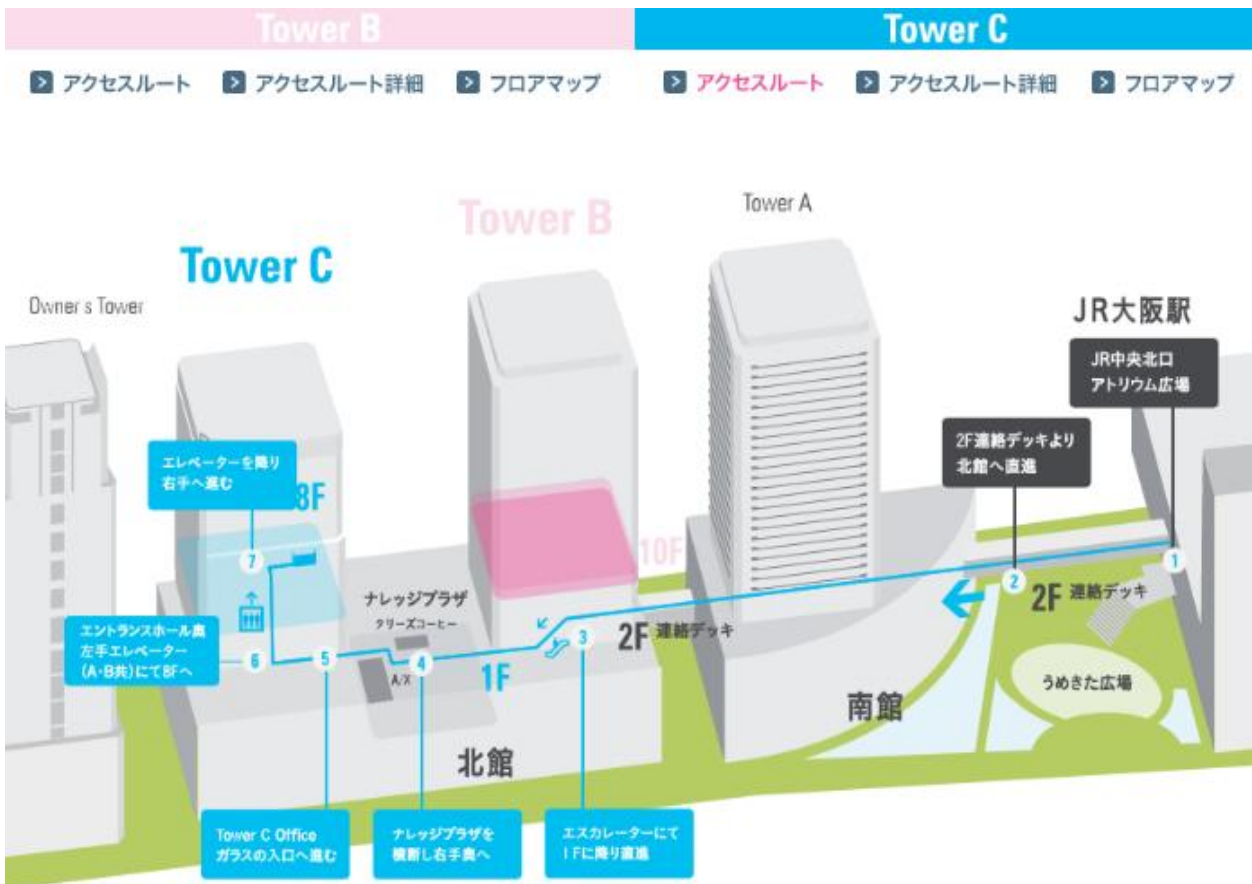 Tower B
Tower C
アクセスルート
アクセスルート詳細
フロアマップ
アクセスルート
アクセスルート詳細
フロアマップ
Tower A
Tower B
Tower C
Owner s Tower
JR大阪駅
JR中央北口
アトリウム広場
2F連絡デッキより
北館へ直進
エレベーターを降り
右手へ進む
8F
7
10F
1
2
2F 連絡デッキ
ナレッジプラザ
タリーズコーヒー
3
2F 連絡デッキ
エントランスホール奥
左手エレベーター
(A・B共)にて8Fへ
6
5
4
A/X
1F
うめきた広場
南館
北館
Tower C Office
ガラスの入口へ進む
ナレッジプラザを
横断し右手奥へ
エスカレーターにて
1Fに降り直進